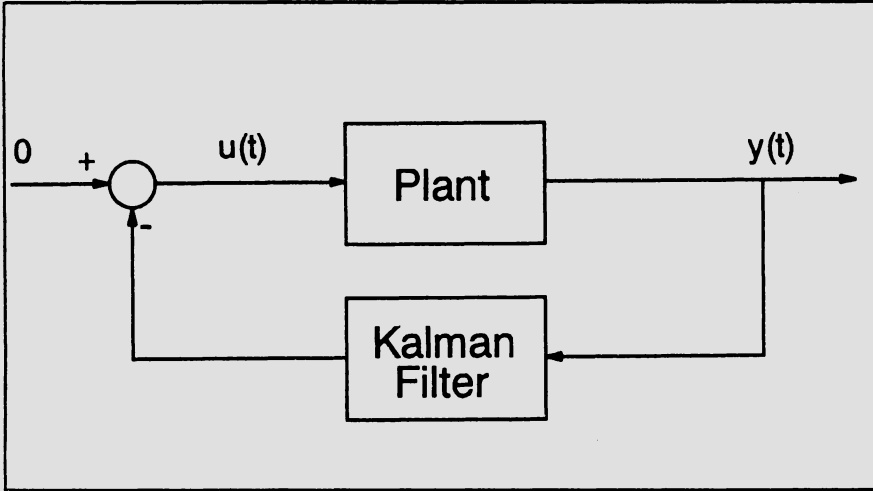 0
+
u(t)
Plant
y(t)
-
Kalman
Filter